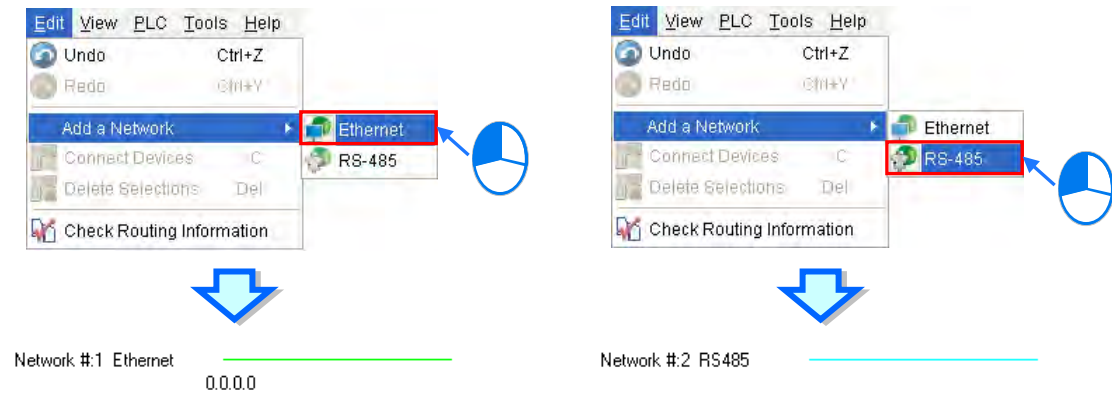 Edit View PLC Tools Help
Undo Ctrl+Z
Redo Ctrl+Y
Add a Network
Ethernet
Connect Devices C
RS-485
Delete Selections Del
Check Routing Information
Network #:1 Ethernet
0.0.0.0
Edit View PLC Tools Help
Undo Ctrl+Z
Redo Ctrl+Y
Add a Network
Ethernet
Connect Devices C
RS-485
Delete Selections Del
Check Routing Information
Network #:2 RS485